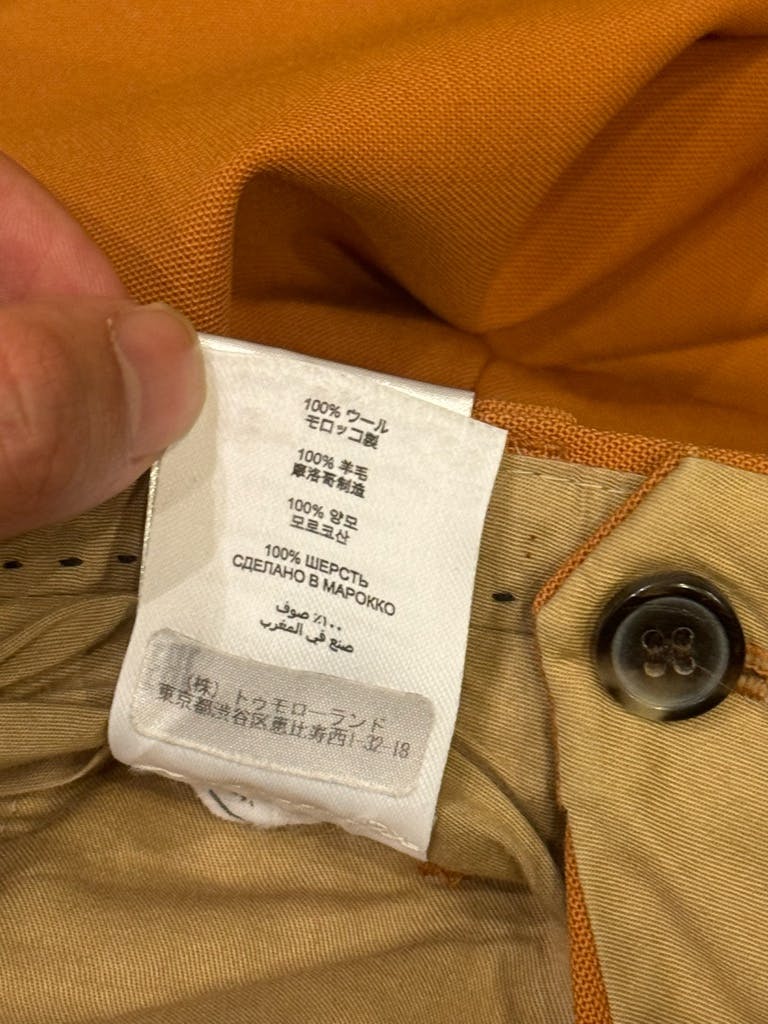 100% ウール
モロッコ製
100% 羊毛
摩洛哥制造
100% 양모
모로코산
100% ШЕРСТЬ
СДЕЛАНО В МАРОККО
١٠٠٪ صوف
صنع في المغرب
(株) トゥモローランド
東京都渋谷区恵比寿西1-32-18